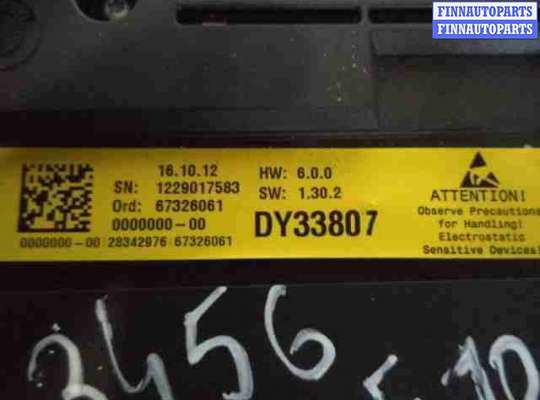 FINNAUTOPARTS
FINNAUTOPARTS
16.10.12
SN: 1229017583
Ord: 67326061
0000000-00
0000000-00 28342976 67326061
HW: 6.0.0
SW: 1.30.2
DY33807
ATTENTION!
Observe Precautions
for Handling!
Electrostatic
Sensitive Devices!
3456